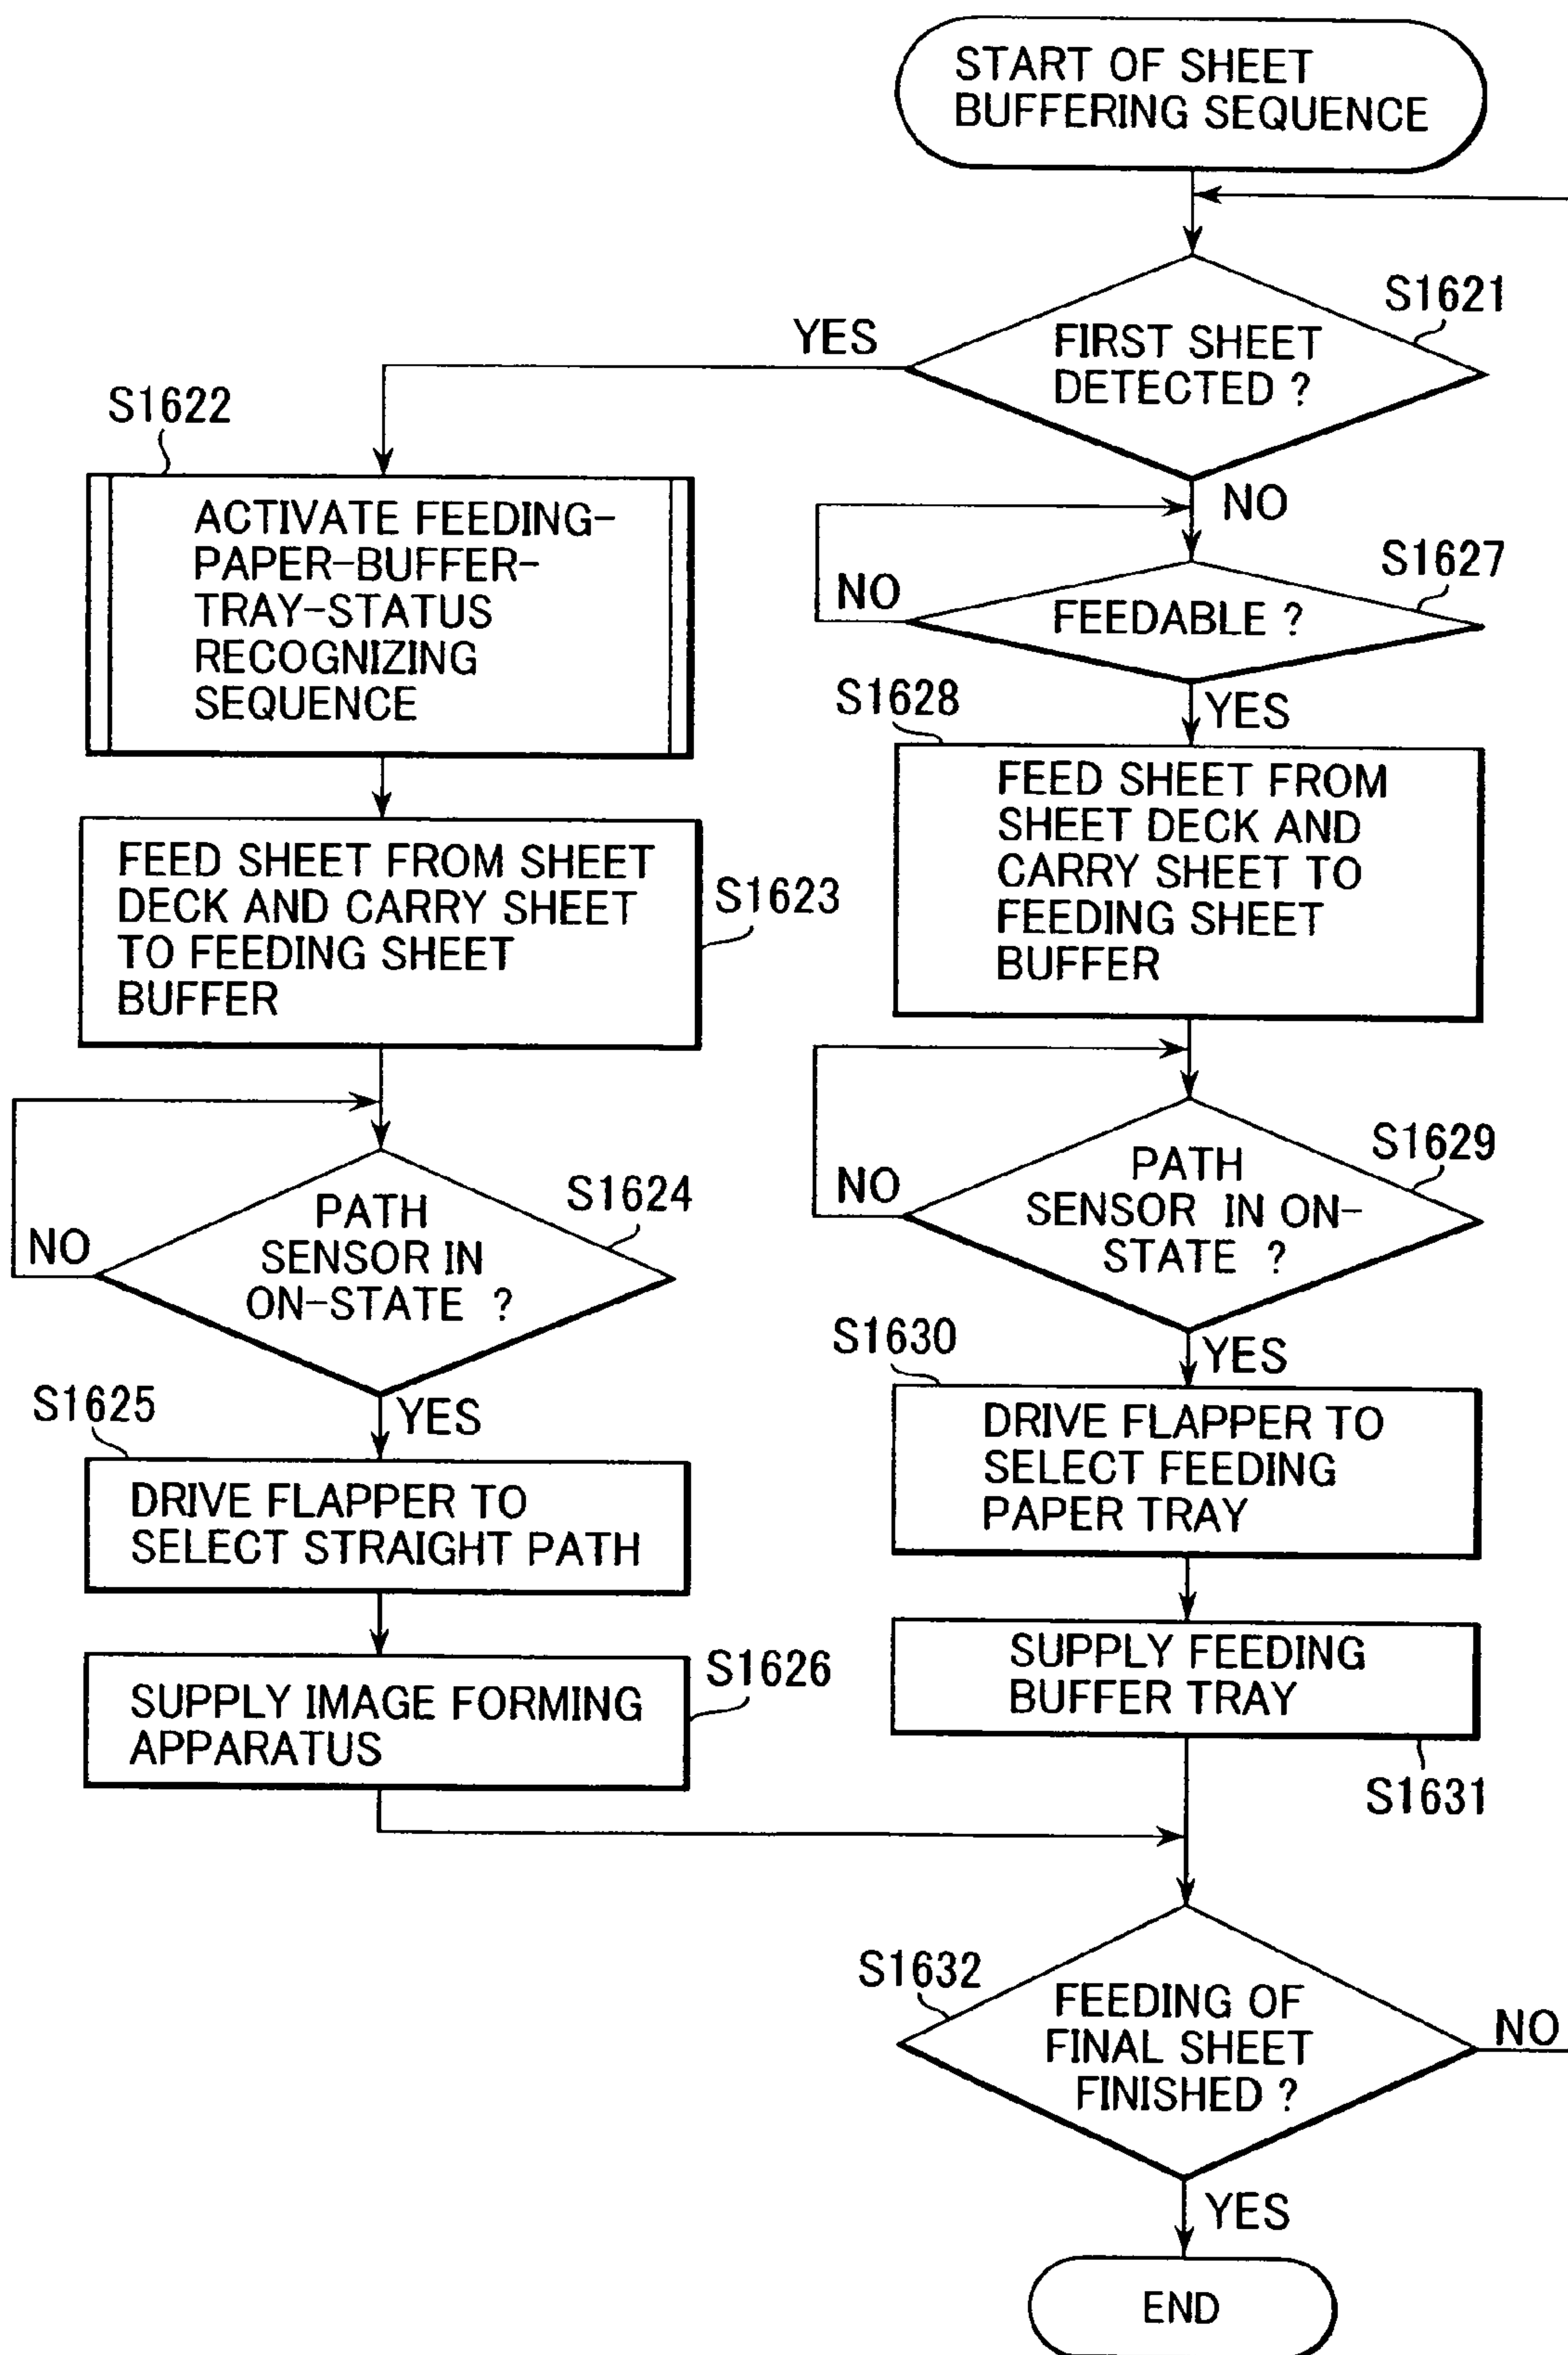 START OF SHEET
BUFFERING SEQUENCE
S1621
FIRST SHEET
DETECTED ?
YES
NO
S1622
ACTIVATE FEEDING-
PAPER-BUFFER-
TRAY-STATUS
RECOGNIZING
SEQUENCE
S1623
FEED SHEET FROM SHEET
DECK AND CARRY SHEET
TO FEEDING SHEET
BUFFER
S1624
PATH
SENSOR IN
ON-STATE ?
NO
YES
S1625
DRIVE FLAPPER TO
SELECT STRAIGHT PATH
S1626
SUPPLY IMAGE FORMING
APPARATUS
S1627
FEEDABLE ?
NO
YES
S1628
FEED SHEET FROM
SHEET DECK AND
CARRY SHEET TO
FEEDING SHEET
BUFFER
S1629
PATH
SENSOR IN ON-
STATE ?
NO
YES
S1630
DRIVE FLAPPER TO
SELECT FEEDING
PAPER TRAY
SUPPLY FEEDING
BUFFER TRAY
S1631
S1632
FEEDING OF
FINAL SHEET
FINISHED ?
NO
YES
END